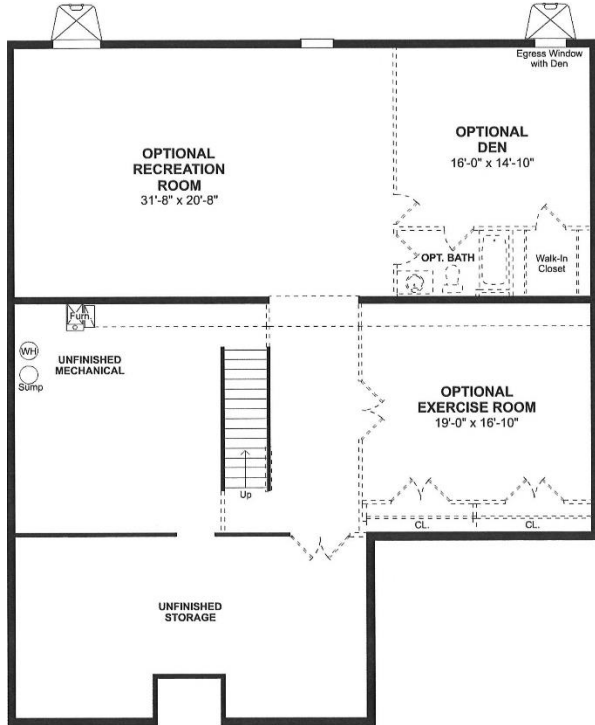 Egress Window
with Den
OPTIONAL
RECREATION
ROOM
31'-8" x 20'-8"
OPTIONAL
DEN
16'-0" x 14'-10"
OPT. BATH
Walk-In
Closet
Furn.
WH
Sump
UNFINISHED
MECHANICAL
OPTIONAL
EXERCISE ROOM
19'-0" x 16'-10"
Up
CL.
CL.
UNFINISHED
STORAGE